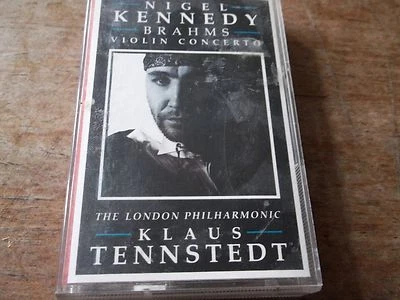 NIGEL
KENNEDY
BRAHMS
VIOLIN CONCERTO
THE LONDON PHILHARMONIC
KLAUS
TENNSTEDT